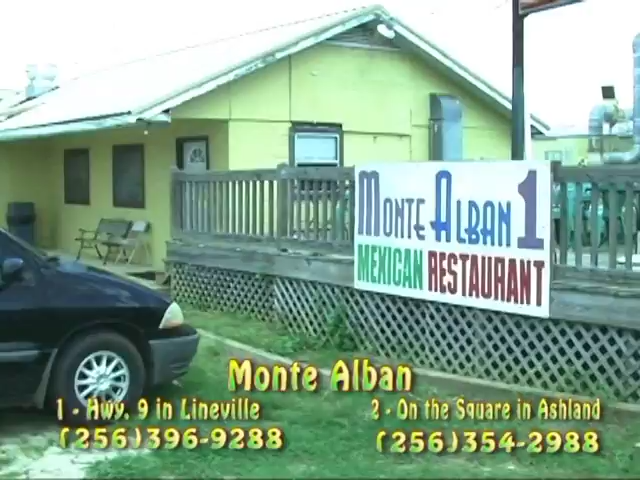 Monte Alban 1
MEXICAN RESTAURANT
Monte Alban
1 - Hwy. 9 in Lineville
2 - On the Square in Ashland
(256)396-9288
(256)354-2988